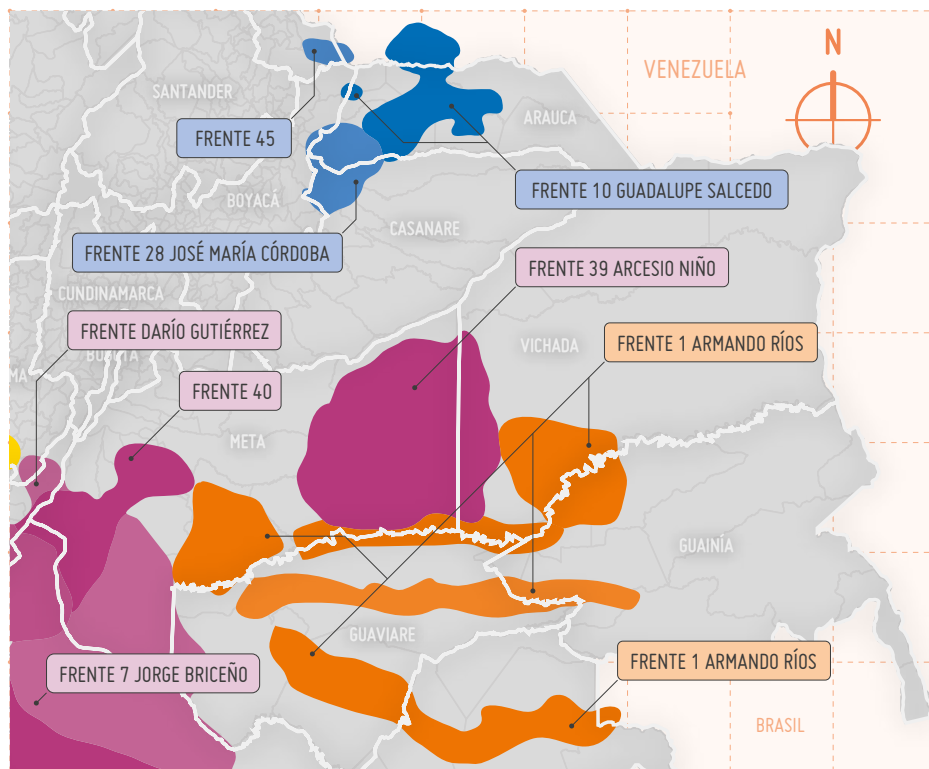 N
VENEZUELA
SANTANDER
ARAUCA
FRENTE 45
FRENTE 10 GUADALUPE SALCEDO
BOYACÁ
CASANARE
FRENTE 28 JOSÉ MARÍA CÓRDOBA
FRENTE 39 ARCESIO NIÑO
CUNDINAMARCA
FRENTE DARÍO GUTIÉRREZ
VICHADA
FRENTE 1 ARMANDO RÍOS
MA
FRENTE 40
META
GUAINÍA
GUAVIARE
FRENTE 7 JORGE BRICEÑO
FRENTE 1 ARMANDO RÍOS
BRASIL